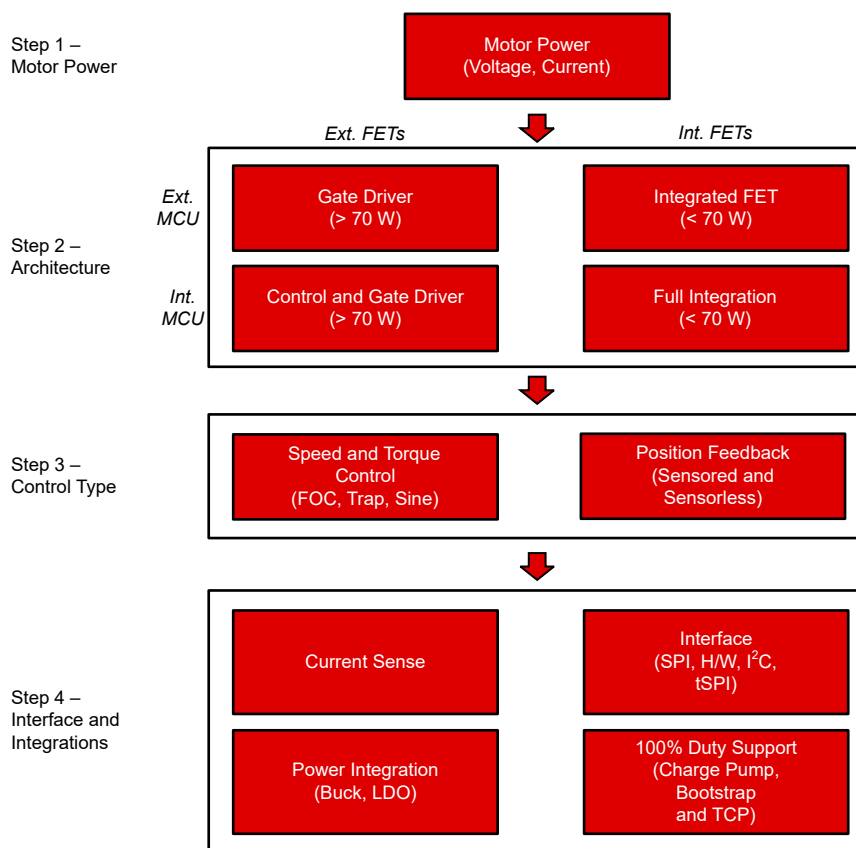 Step 1 –
Motor Power
Motor Power
(Voltage, Current)
Ext. FETs
Int. FETs
Ext.
MCU
Gate Driver
(> 70 W)
Integrated FET
(< 70 W)
Step 2 –
Architecture
Int.
MCU
Control and Gate Driver
(> 70 W)
Full Integration
(< 70 W)
Step 3 –
Control Type
Speed and Torque
Control
(FOC, Trap, Sine)
Position Feedback
(Sensored and
Sensorless)
Step 4 –
Interface and
Integrations
Current Sense
Interface
(SPI, H/W, I²C,
tSPI)
Power Integration
(Buck, LDO)
100% Duty Support
(Charge Pump,
Bootstrap
and TCP)